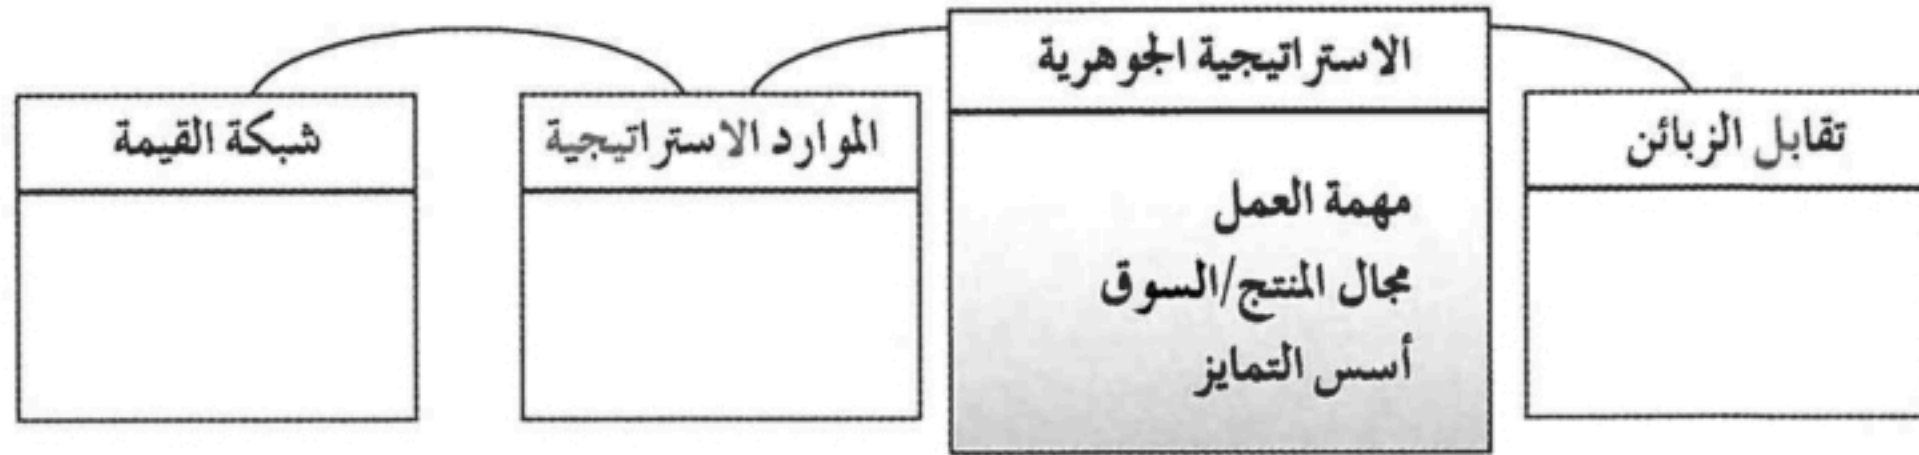 تقابل الزبائن
الاستراتيجية الجوهرية
مهمة العمل
مجال المنتج/السوق
أسس التمايز
الموارد الاستراتيجية
شبكة القيمة